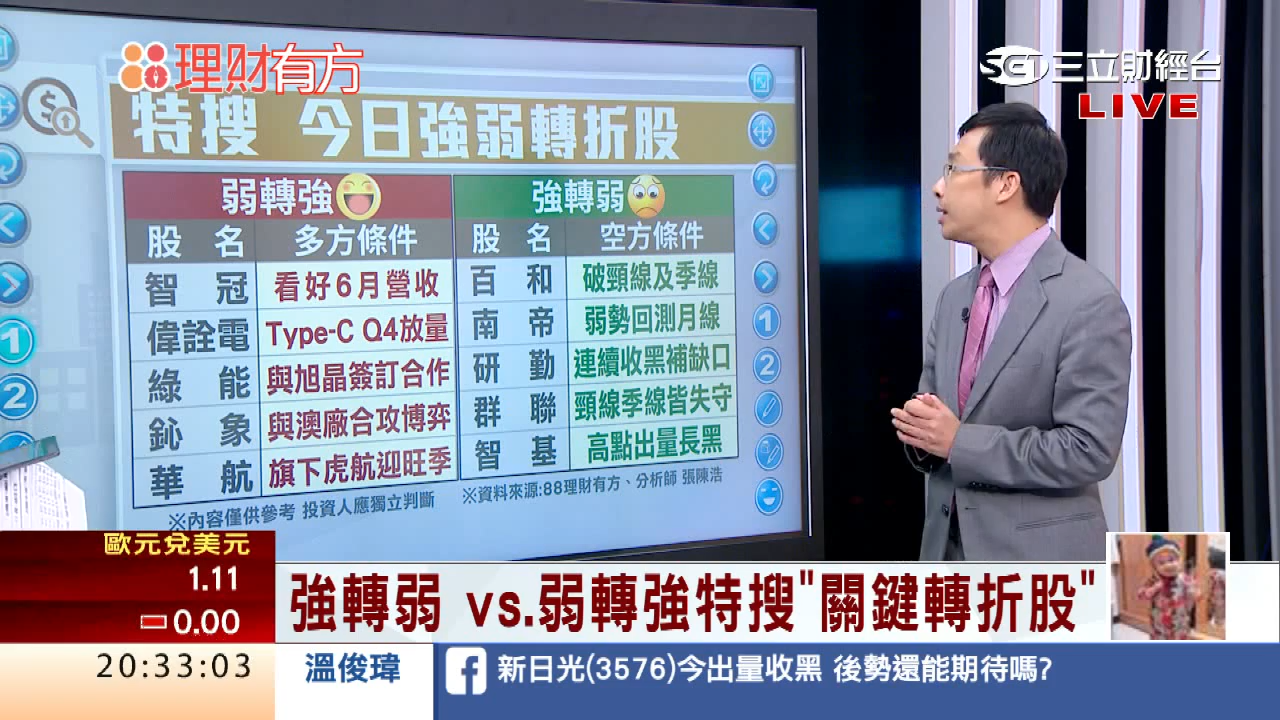 88理財有方
SET三立財經台
LIVE
特搜 今日強弱轉折股
弱轉強 強轉弱
股名 多方條件 股名 空方條件
智冠 看好6月營收 百和 破頸線及季線
偉詮電 Type-C Q4放量 南帝 弱勢回測月線
綠能 與旭晶簽訂合作 研勤 連續收黑補缺口
鈊象 與澳廠合攻博弈 群聯 頸線季線皆失守
華航 旗下虎航迎旺季 智基 高點出量長黑
※內容僅供參考 投資人應獨立判斷 ※資料來源:88理財有方、分析師 張陳浩
1 1
2 2
歐元兌美元
1.11
0.00
強轉弱 vs.弱轉強特搜"關鍵轉折股"
20:33:03 溫俊瑋 新日光(3576)今出量收黑 後勢還能期待嗎?